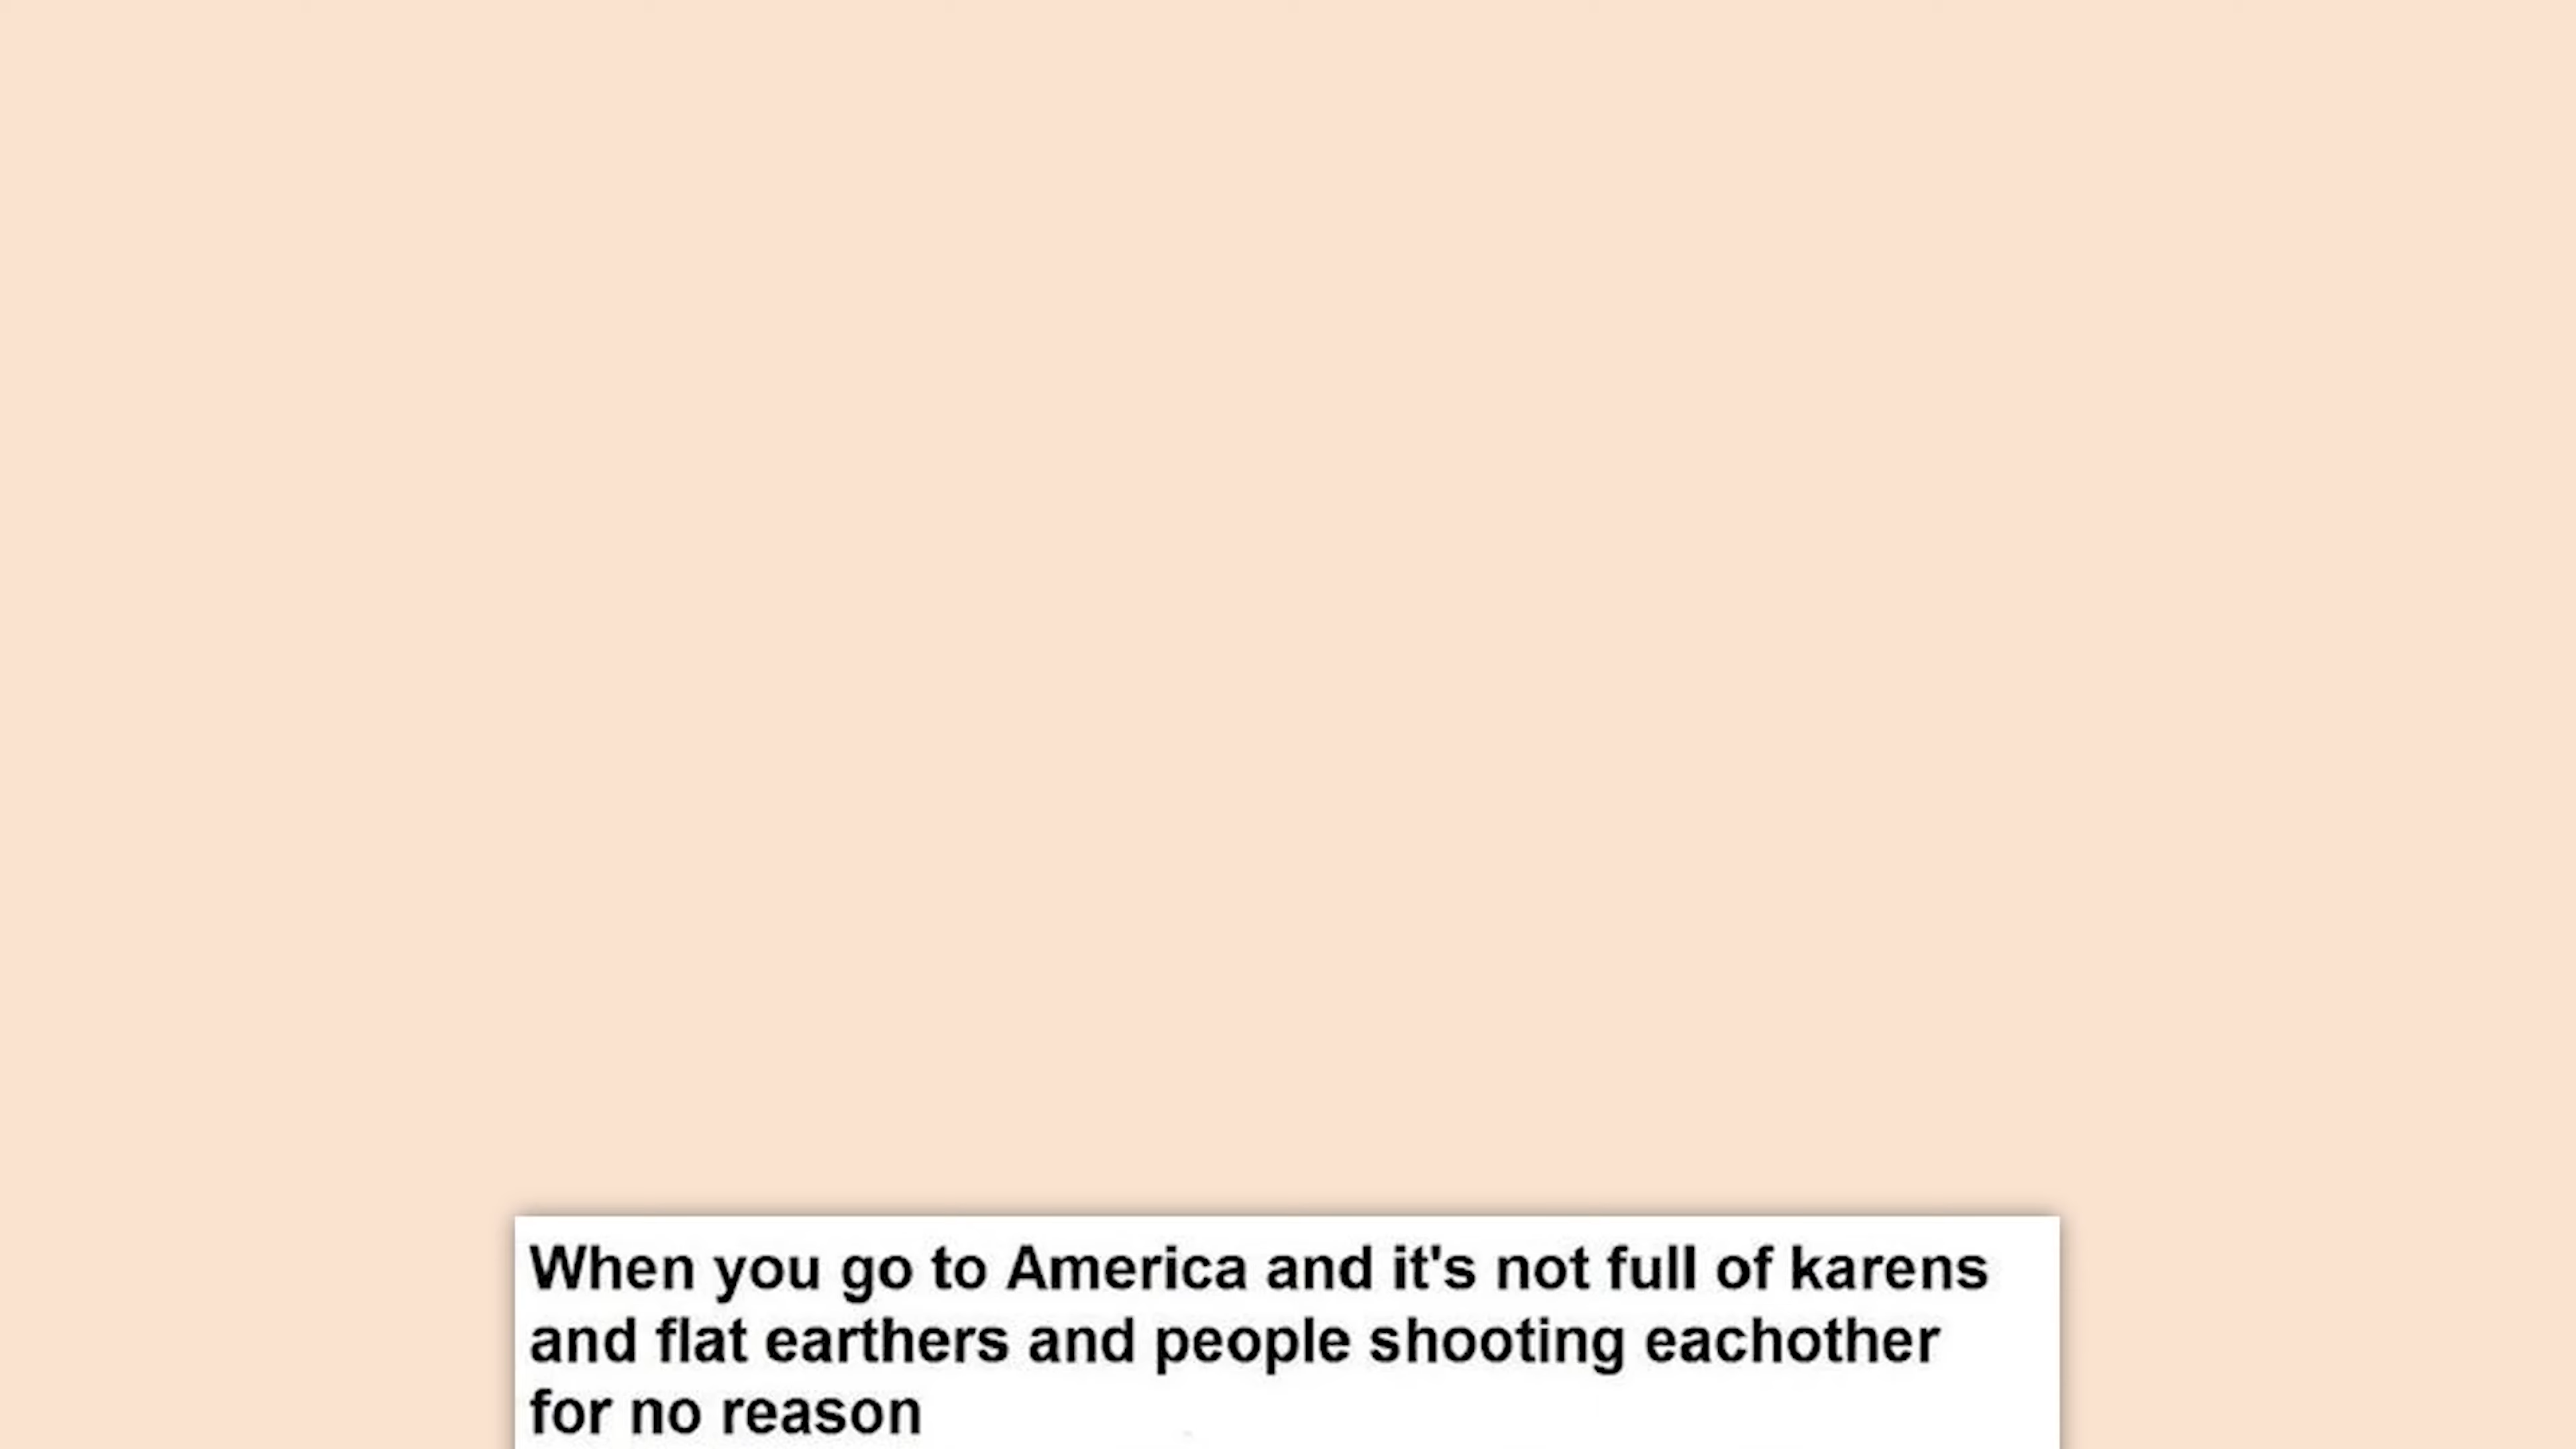 When you go to America and it's not full of karens
and flat earthers and people shooting eachother
for no reason